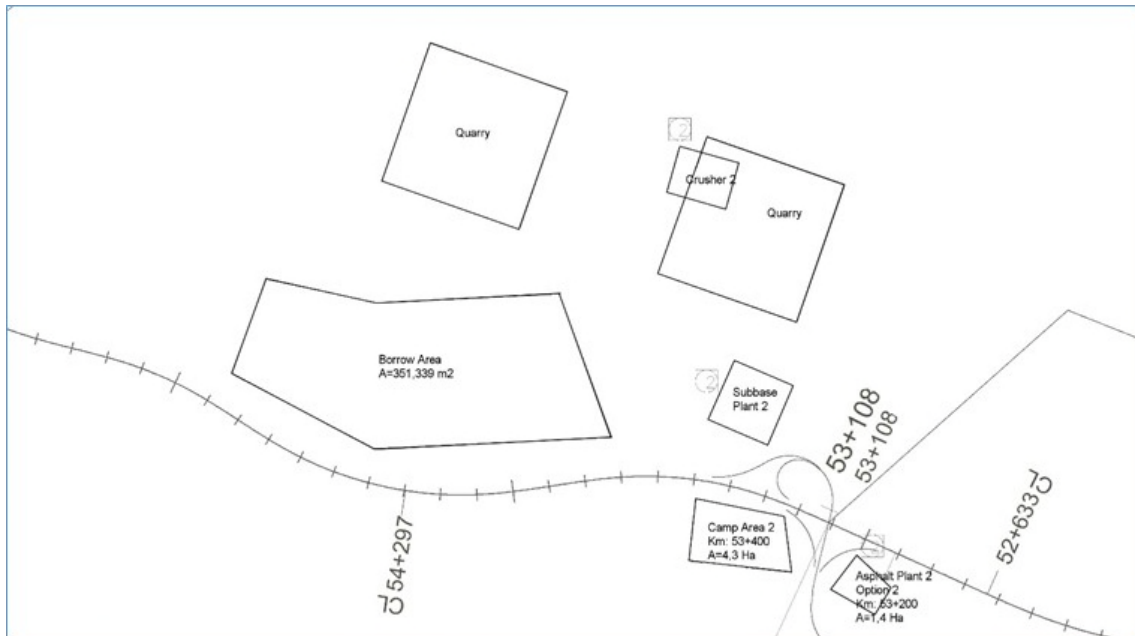 Quarry
2
Crusher 2
Quarry
Borrow Area
A=351,339 m2
2
Subbase
Plant 2
53+108
53+108
52+633
Camp Area 2
Km: 53+400
A=4,3 Ha
54+297
Asphalt Plant 2
Option 2
Km: 53+200
A=1,4 Ha